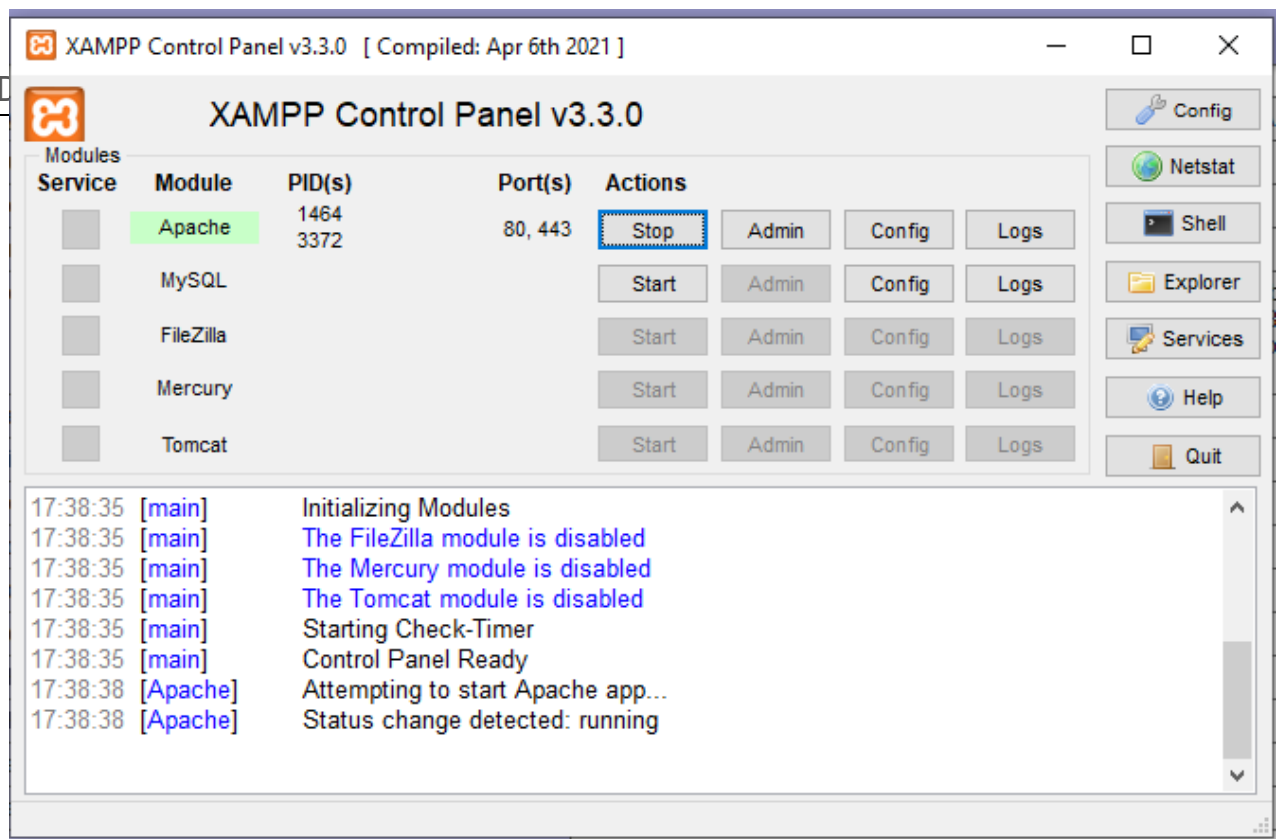 XAMPP Control Panel v3.3.0 [ Compiled: Apr 6th 2021 ]
XAMPP Control Panel v3.3.0
Config
Modules
Netstat
Service Module PID(s) Port(s) Actions
Apache 1464 3372 80, 443 Stop Admin Config Logs
Shell
MySQL Start Admin Config Logs
Explorer
FileZilla Start Admin Config Logs
Services
Mercury Start Admin Config Logs
Help
Tomcat Start Admin Config Logs
Quit
17:38:35 [main] Initializing Modules
17:38:35 [main] The FileZilla module is disabled
17:38:35 [main] The Mercury module is disabled
17:38:35 [main] The Tomcat module is disabled
17:38:35 [main] Starting Check-Timer
17:38:35 [main] Control Panel Ready
17:38:38 [Apache] Attempting to start Apache app...
17:38:38 [Apache] Status change detected: running